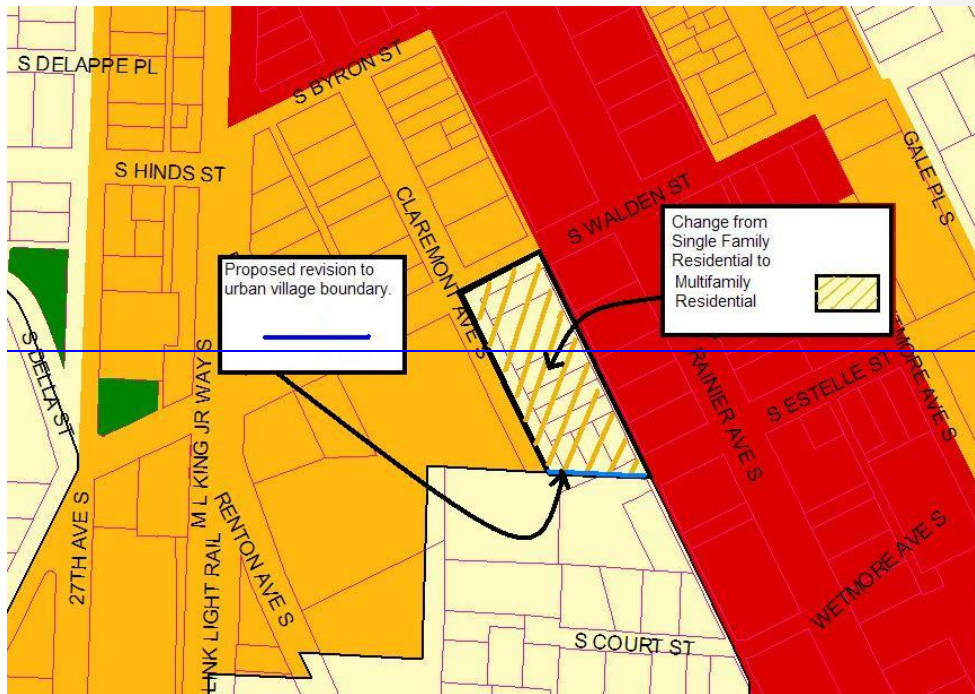 S DELAPPE PL
S BYRON ST
S HINDS ST
GALE PL S
CLAREMONT AVE S
S WALDEN ST
Change from
Single Family
Residential to
Multifamily
Residential
Proposed revision to
urban village boundary.
S DELLA ST
M L KING JR WAY S
RAINIER AVE S
S ESTELLE ST
27TH AVE S
RENTON AVE S
LINK LIGHT RAIL
WETMORE AVE S
S COURT ST